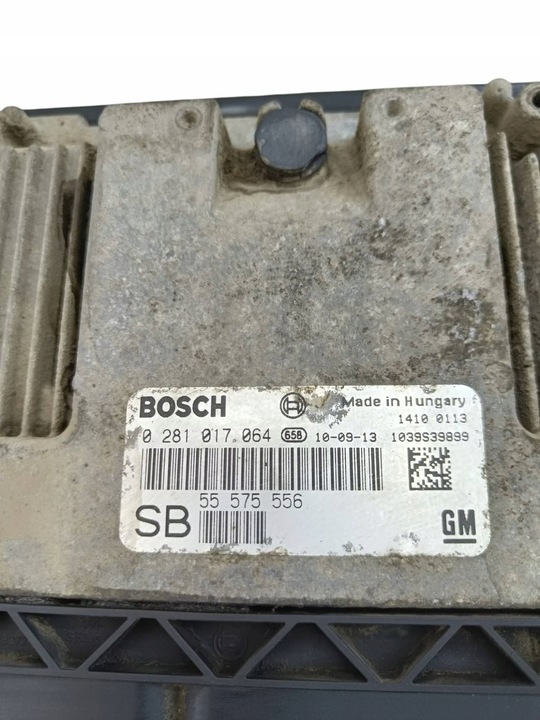 BOSCH Made in Hungary
1410 0113
0 281 017 064 658 10-09-13 1039S39899
55 575 556
SB GM